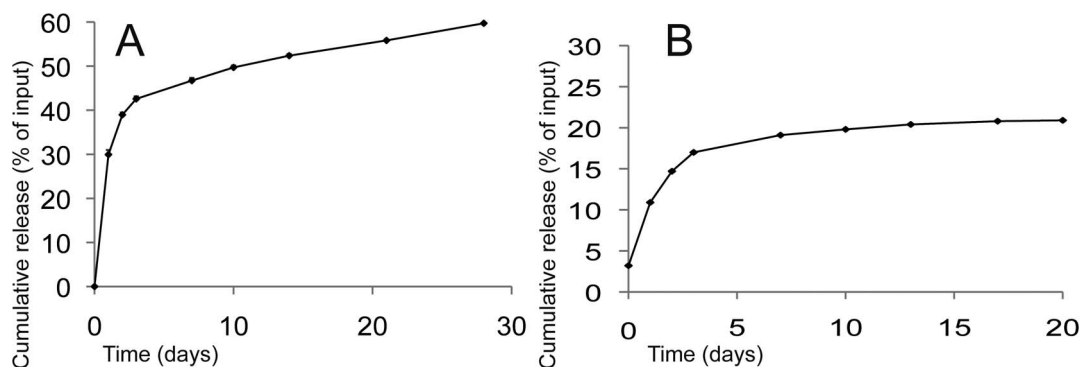 A
Cumulative release (% of input)
60
50
40
30
20
10
0
0 10 20 30
Time (days)
B
Cumulative release (% of input)
30
25
20
15
10
5
0
0 5 10 15 20
Time (days)